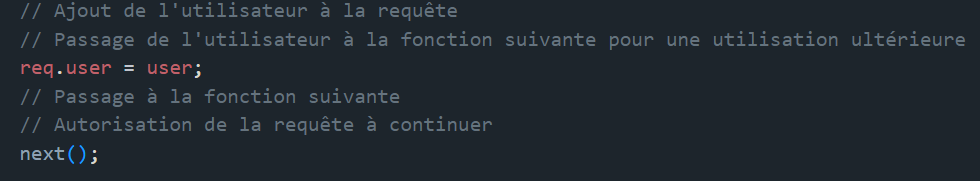 // Ajout de l'utilisateur à la requête
// Passage de l'utilisateur à la fonction suivante pour une utilisation ultérieure
req.user = user;
// Passage à la fonction suivante
// Autorisation de la requête à continuer
next();